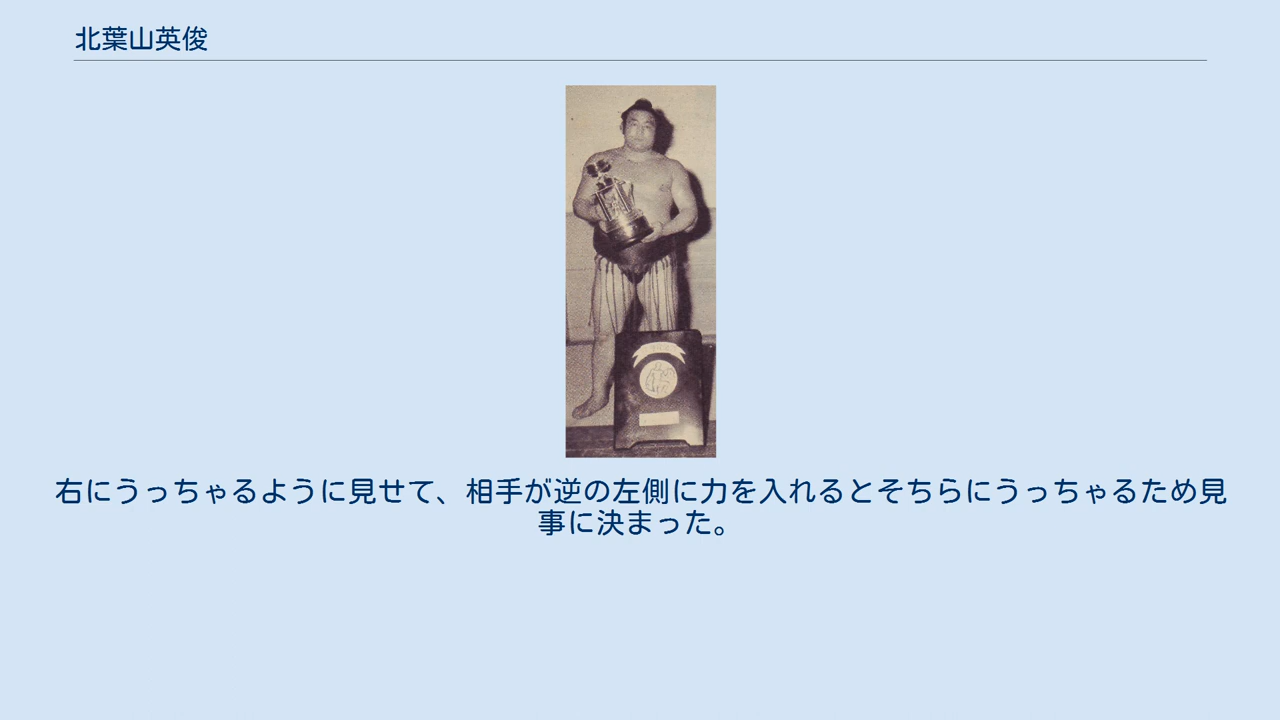 北葉山英俊
右にうっちゃるように見せて、相手が逆の左側に力を入れるとそちらにうっちゃるため見
事に決まった。